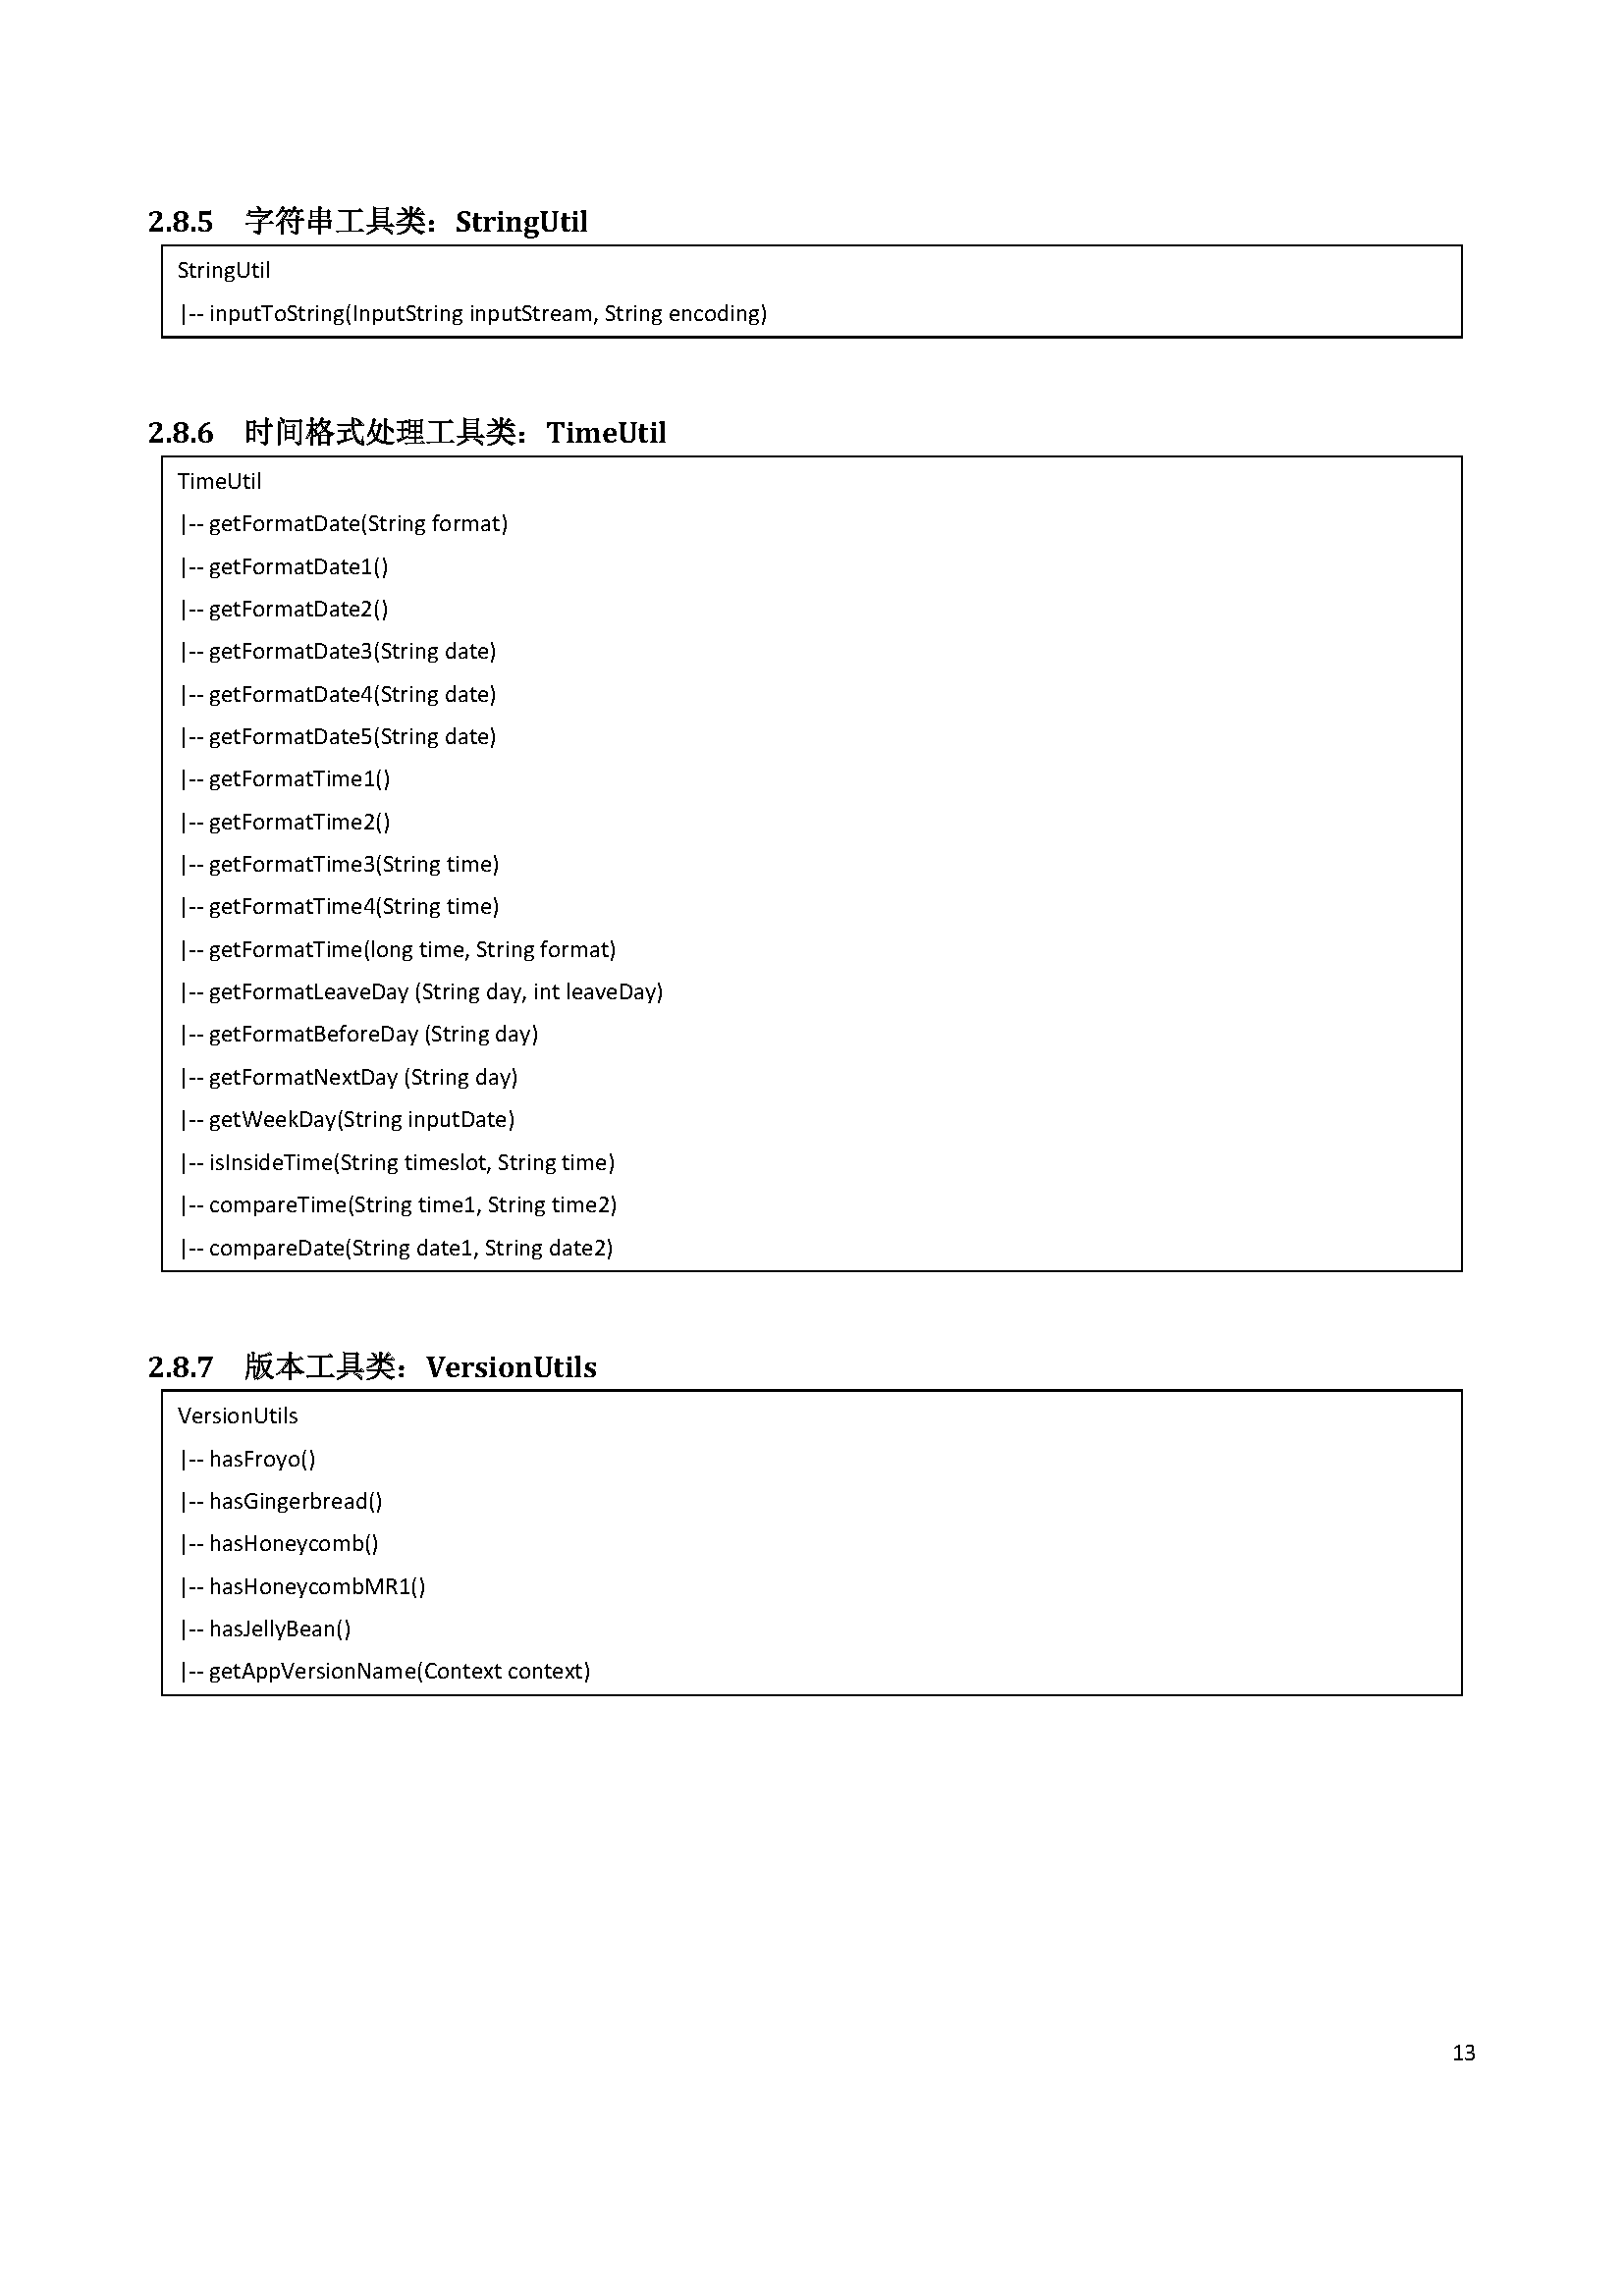 2.8.5 字符串工具类：StringUtil
StringUtil
|-- inputToString(InputString inputStream, String encoding)
2.8.6 时间格式处理工具类：TimeUtil
TimeUtil
|-- getFormatDate(String format)
|-- getFormatDate1()
|-- getFormatDate2()
|-- getFormatDate3(String date)
|-- getFormatDate4(String date)
|-- getFormatDate5(String date)
|-- getFormatTime1()
|-- getFormatTime2()
|-- getFormatTime3(String time)
|-- getFormatTime4(String time)
|-- getFormatTime(long time, String format)
|-- getFormatLeaveDay (String day, int leaveDay)
|-- getFormatBeforeDay (String day)
|-- getFormatNextDay (String day)
|-- getWeekDay(String inputDate)
|-- isInsideTime(String timeslot, String time)
|-- compareTime(String time1, String time2)
|-- compareDate(String date1, String date2)
2.8.7 版本工具类：VersionUtils
VersionUtils
|-- hasFroyo()
|-- hasGingerbread()
|-- hasHoneycomb()
|-- hasHoneycombMR1()
|-- hasJellyBean()
|-- getAppVersionName(Context context)
13